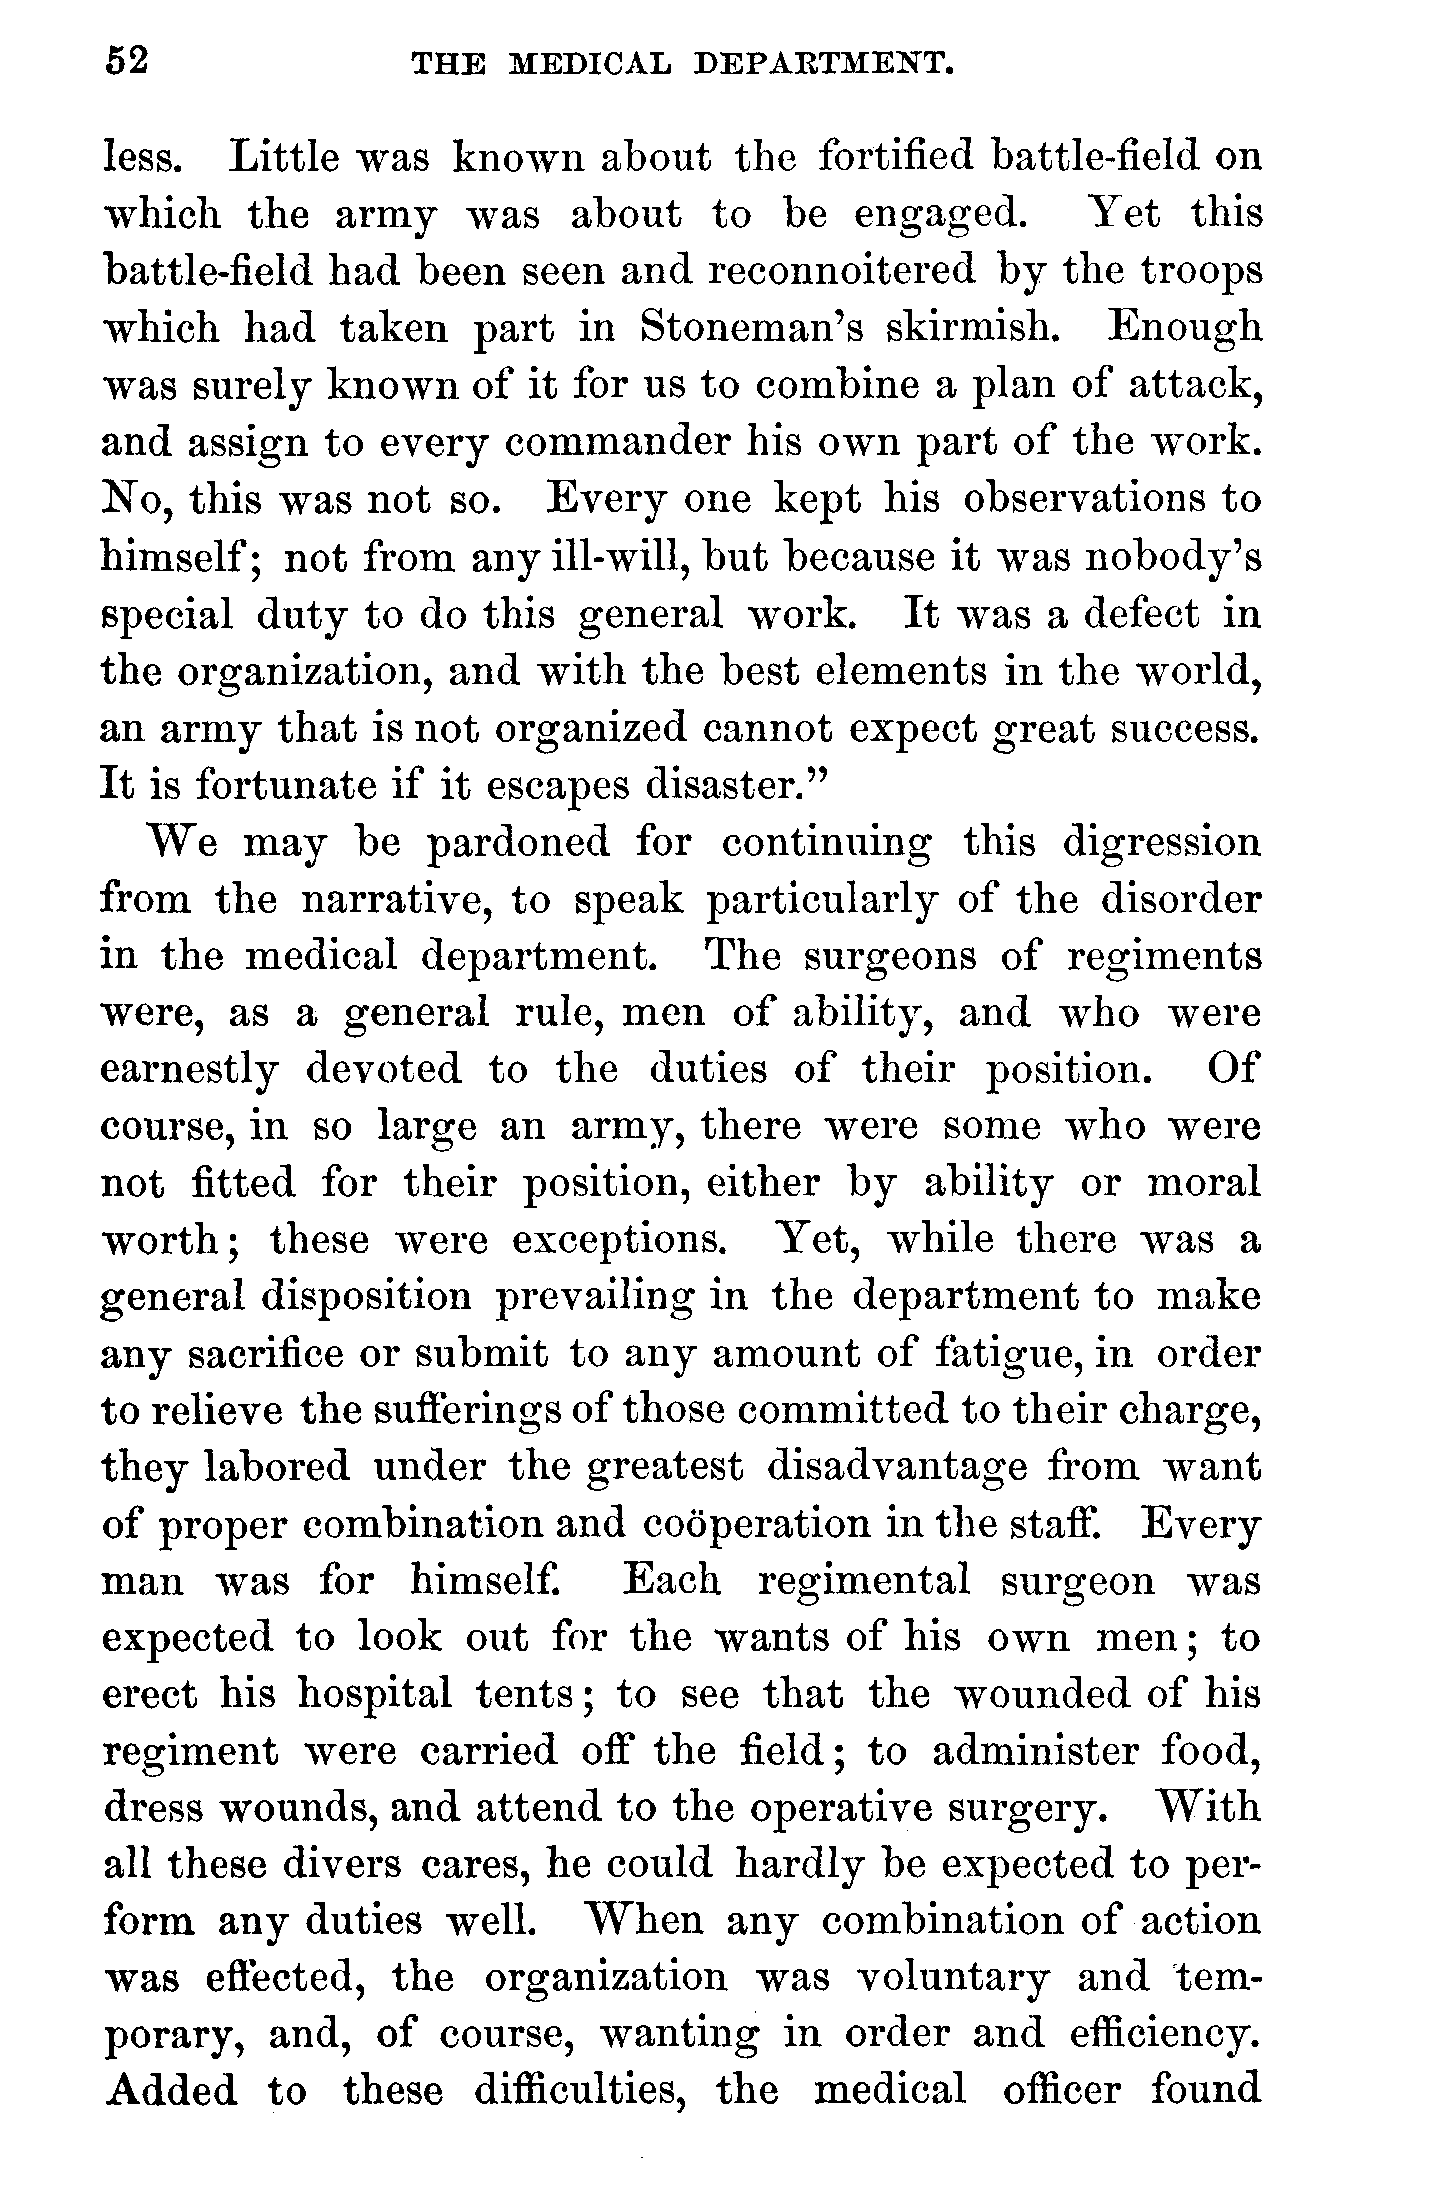 52 THE MEDICAL DEPARTMENT.
less. Little was known about the fortified battle-field on
which the army was about to be engaged. Yet this
battle-field had been seen and reconnoitered by the troops
which had taken part in Stoneman's skirmish. Enough
was surely known of it for us to combine a plan of attack,
and assign to every commander his own part of the work.
No, this was not so. Every one kept his observations to
himself; not from any ill-will, but because it was nobody's
special duty to do this general work. It was a defect in
the organization, and with the best elements in the world,
an army that is not organized cannot expect great success.
It is fortunate if it escapes disaster."
We may be pardoned for continuing this digression
from the narrative, to speak particularly of the disorder
in the medical department. The surgeons of regiments
were, as a general rule, men of ability, and who were
earnestly devoted to the duties of their position. Of
course, in so large an army, there were some who were
not fitted for their position, either by ability or moral
worth; these were exceptions. Yet, while there was a
general disposition prevailing in the department to make
any sacrifice or submit to any amount of fatigue, in order
to relieve the sufferings of those committed to their charge,
they labored under the greatest disadvantage from want
of proper combination and coöperation in the staff. Every
man was for himself. Each regimental surgeon was
expected to look out for the wants of his own men; to
erect his hospital tents; to see that the wounded of his
regiment were carried off the field; to administer food,
dress wounds, and attend to the operative surgery. With
all these divers cares, he could hardly be expected to per-
form any duties well. When any combination of action
was effected, the organization was voluntary and tem-
porary, and, of course, wanting in order and efficiency.
Added to these difficulties, the medical officer found